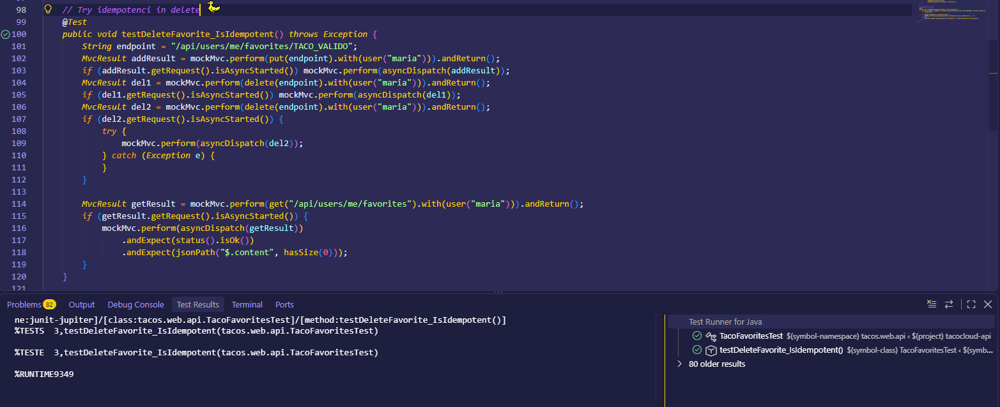 98 // Try idempotenci in delete
99 @Test
100 public void testDeleteFavorite_IsIdempotent() throws Exception {
101 String endpoint = "/api/users/me/favorites/TACO_VALIDO";
102 MvcResult addResult = mockMvc.perform(put(endpoint).with(user("maria"))).andReturn();
103 if (addResult.getRequest().isAsyncStarted()) mockMvc.perform(asyncDispatch(addResult));
104 MvcResult del1 = mockMvc.perform(delete(endpoint).with(user("maria"))).andReturn();
105 if (del1.getRequest().isAsyncStarted()) mockMvc.perform(asyncDispatch(del1));
106 MvcResult del2 = mockMvc.perform(delete(endpoint).with(user("maria"))).andReturn();
107 if (del2.getRequest().isAsyncStarted()) {
108 try {
109 mockMvc.perform(asyncDispatch(del2));
110 } catch (Exception e) {
111 }
112 }
113
114 MvcResult getResult = mockMvc.perform(get("/api/users/me/favorites").with(user("maria"))).andReturn();
115 if (getResult.getRequest().isAsyncStarted()) {
116 mockMvc.perform(asyncDispatch(getResult))
117 .andExpect(status().isOk())
118 .andExpect(jsonPath("$.content", hasSize(0)));
119 }
120 }
121
Problems 82 Output Debug Console Test Results Terminal Ports
ne:junit-jupiter]/[class:tacos.web.api.TacoFavoritesTest]/[method:testDeleteFavorite_IsIdempotent()]
%TESTS 3,testDeleteFavorite_IsIdempotent(tacos.web.api.TacoFavoritesTest)
%TESTE 3,testDeleteFavorite_IsIdempotent(tacos.web.api.TacoFavoritesTest)
%RUNTIME9349
Test Runner for Java
TacoFavoritesTest $(symbol-namespace) tacos.web.api < $(project) tacocloud-api
testDeleteFavorite_IsIdempotent() $(symbol-class) TacoFavoritesTest < $(symb...
80 older results